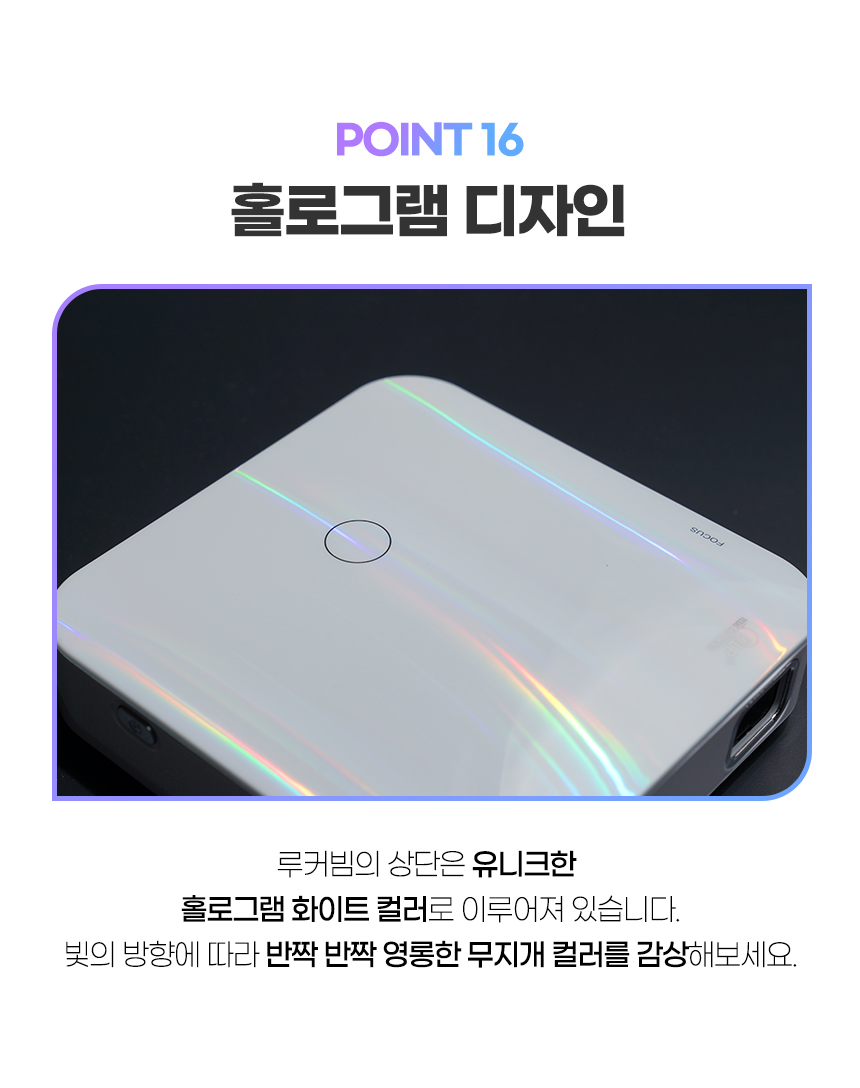 POINT 16
홀로그램 디자인
FOCUS
루커빔의 상단은 유니크한
홀로그램 화이트 컬러로 이루어져 있습니다.
빛의 방향에 따라 반짝 반짝 영롱한 무지개 컬러를 감상해보세요.